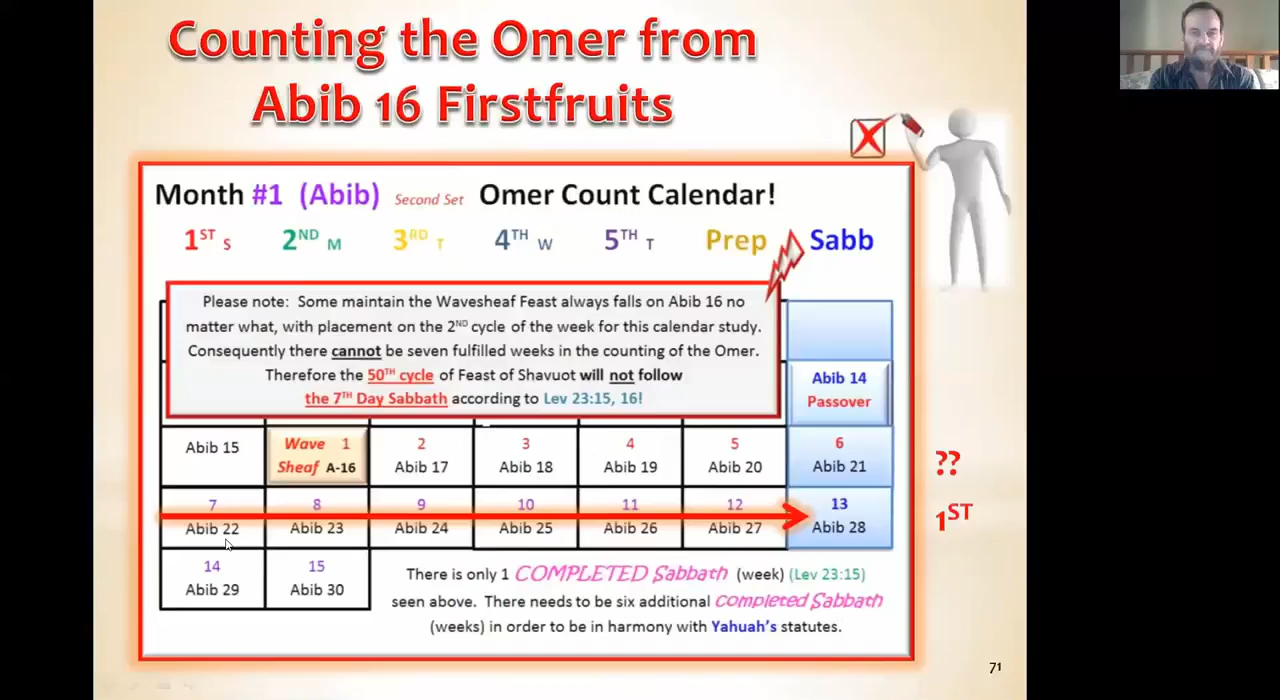 Counting the Omer from
Abib 16 Firstfruits
Month #1 (Abib) Second Set Omer Count Calendar!
1ST S 2ND M 3RD T 4TH W 5TH T Prep Sabb
Please note: Some maintain the Wavesheaf Feast always falls on Abib 16 no
matter what, with placement on the 2ND cycle of the week for this calendar study.
Consequently there cannot be seven fulfilled weeks in the counting of the Omer.
Therefore the 50TH cycle of Feast of Shavuot will not follow
the 7TH Day Sabbath according to Lev 23:15, 16!
Abib 14
Passover
Abib 15
Wave 1
Sheaf A-16
2
Abib 17
3
Abib 18
4
Abib 19
5
Abib 20
6
Abib 21
??
7
Abib 22
8
Abib 23
9
Abib 24
10
Abib 25
11
Abib 26
12
Abib 27
13
Abib 28
1ST
14
Abib 29
15
Abib 30
There is only 1 COMPLETED Sabbath (week) (Lev 23:15)
seen above. There needs to be six additional completed Sabbath
(weeks) in order to be in harmony with Yahuah's statutes.
71